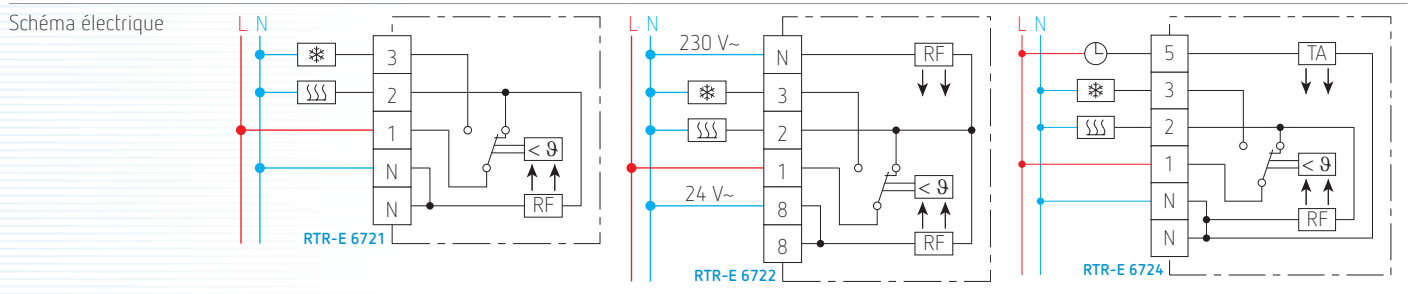 Schéma électrique
L N
3
2
1
N
N
< ϑ
RF
RTR-E 6721
L N
230 V~
24 V~
N
3
2
1
8
8
RF
< ϑ
RF
RTR-E 6722
L N
5
3
2
1
N
N
TA
< ϑ
RF
RTR-E 6724